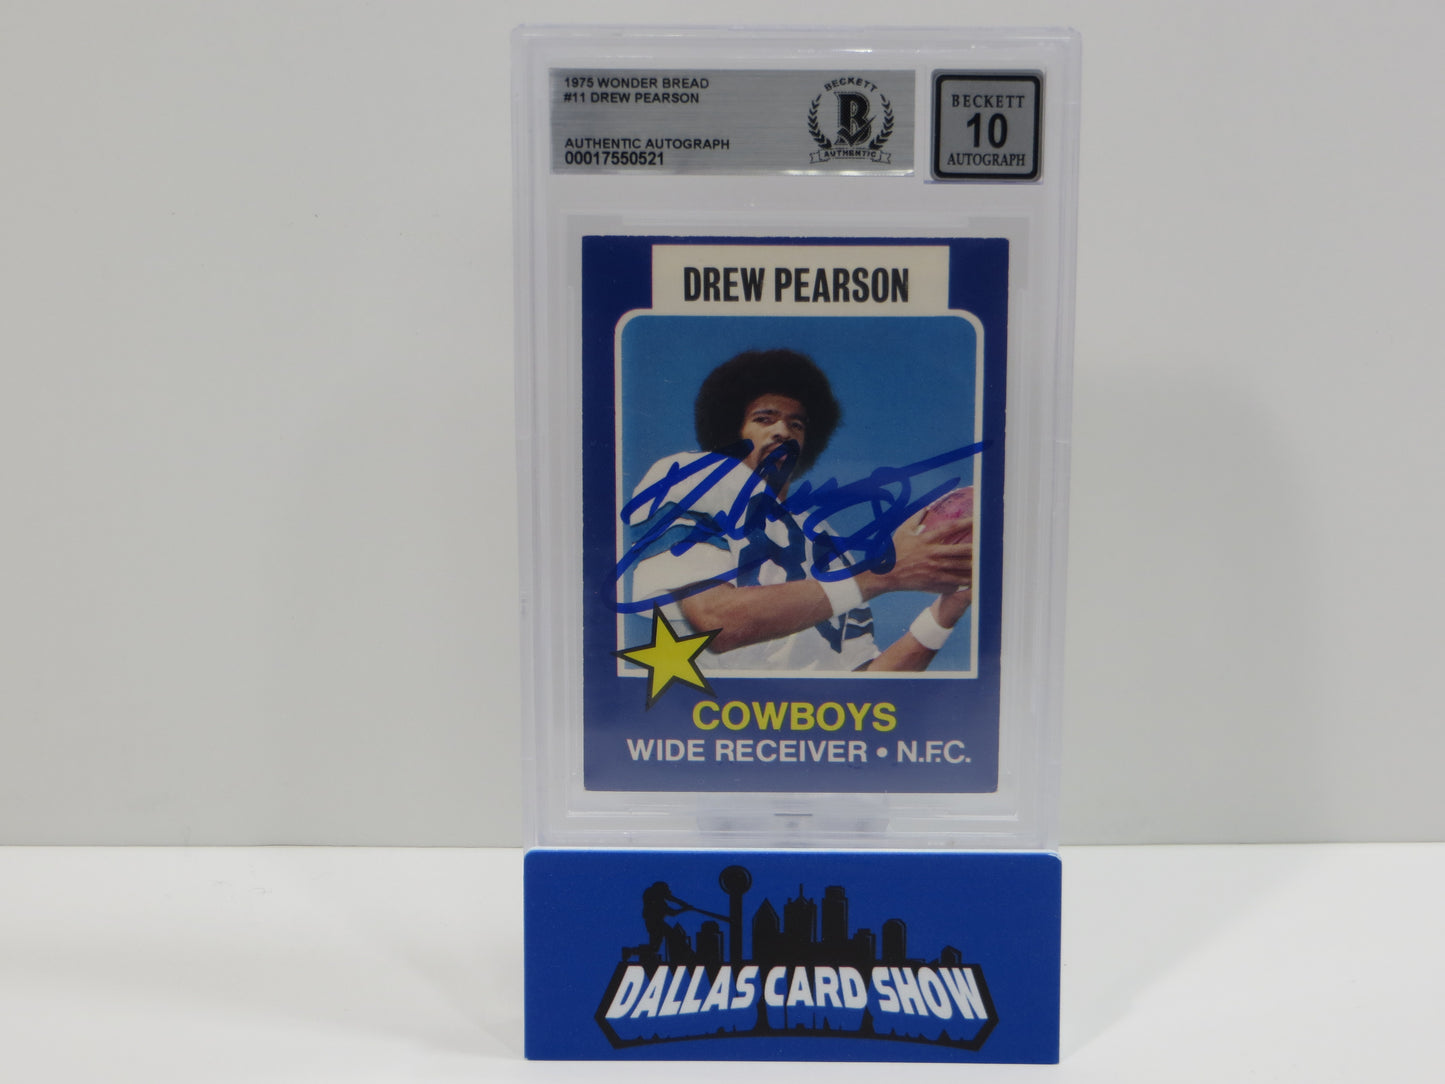 1975 WONDER BREAD
#11 DREW PEARSON
AUTHENTIC AUTOGRAPH
00017550521
BECKETT
B
AUTHENTIC
BECKETT
10
AUTOGRAPH
DREW PEARSON
88
COWBOYS
WIDE RECEIVER • N.F.C.
DALLAS CARD SHOW